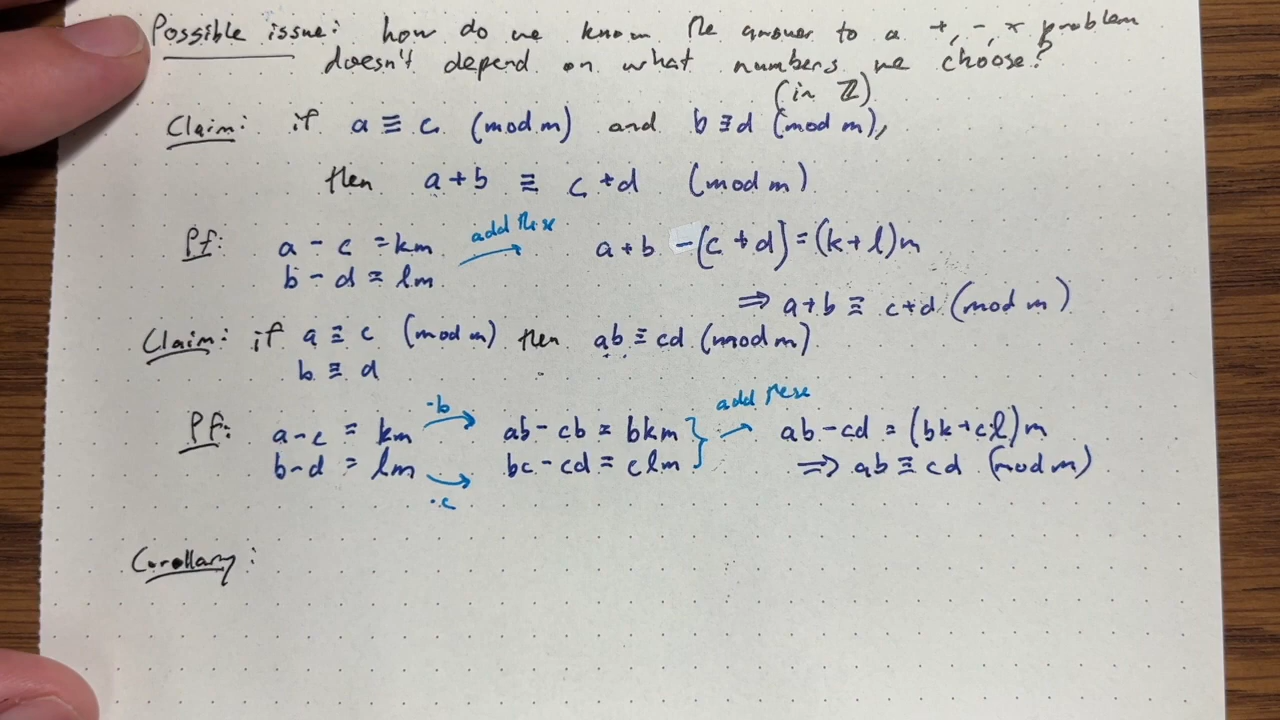 Possible issue: how do we know the answer to a +, -, × problem
doesn't depend on what numbers we choose?
(in ℤ)
Claim: if a ≡ c (mod m) and b ≡ d (mod m),
then a + b ≡ c + d (mod m)
Pf: a - c = km add these a + b - (c + d) = (k + l) m
b - d = lm
⇒ a + b ≡ c + d (mod m)
Claim: if a ≡ c (mod m) then ab ≡ cd (mod m)
b ≡ d
Pf: a - c = km ·b ab - cb = bkm } add these ab - cd = (bk + cl) m
b - d = lm ·c bc - cd = clm ⇒ ab ≡ cd (mod m)
Corollary: